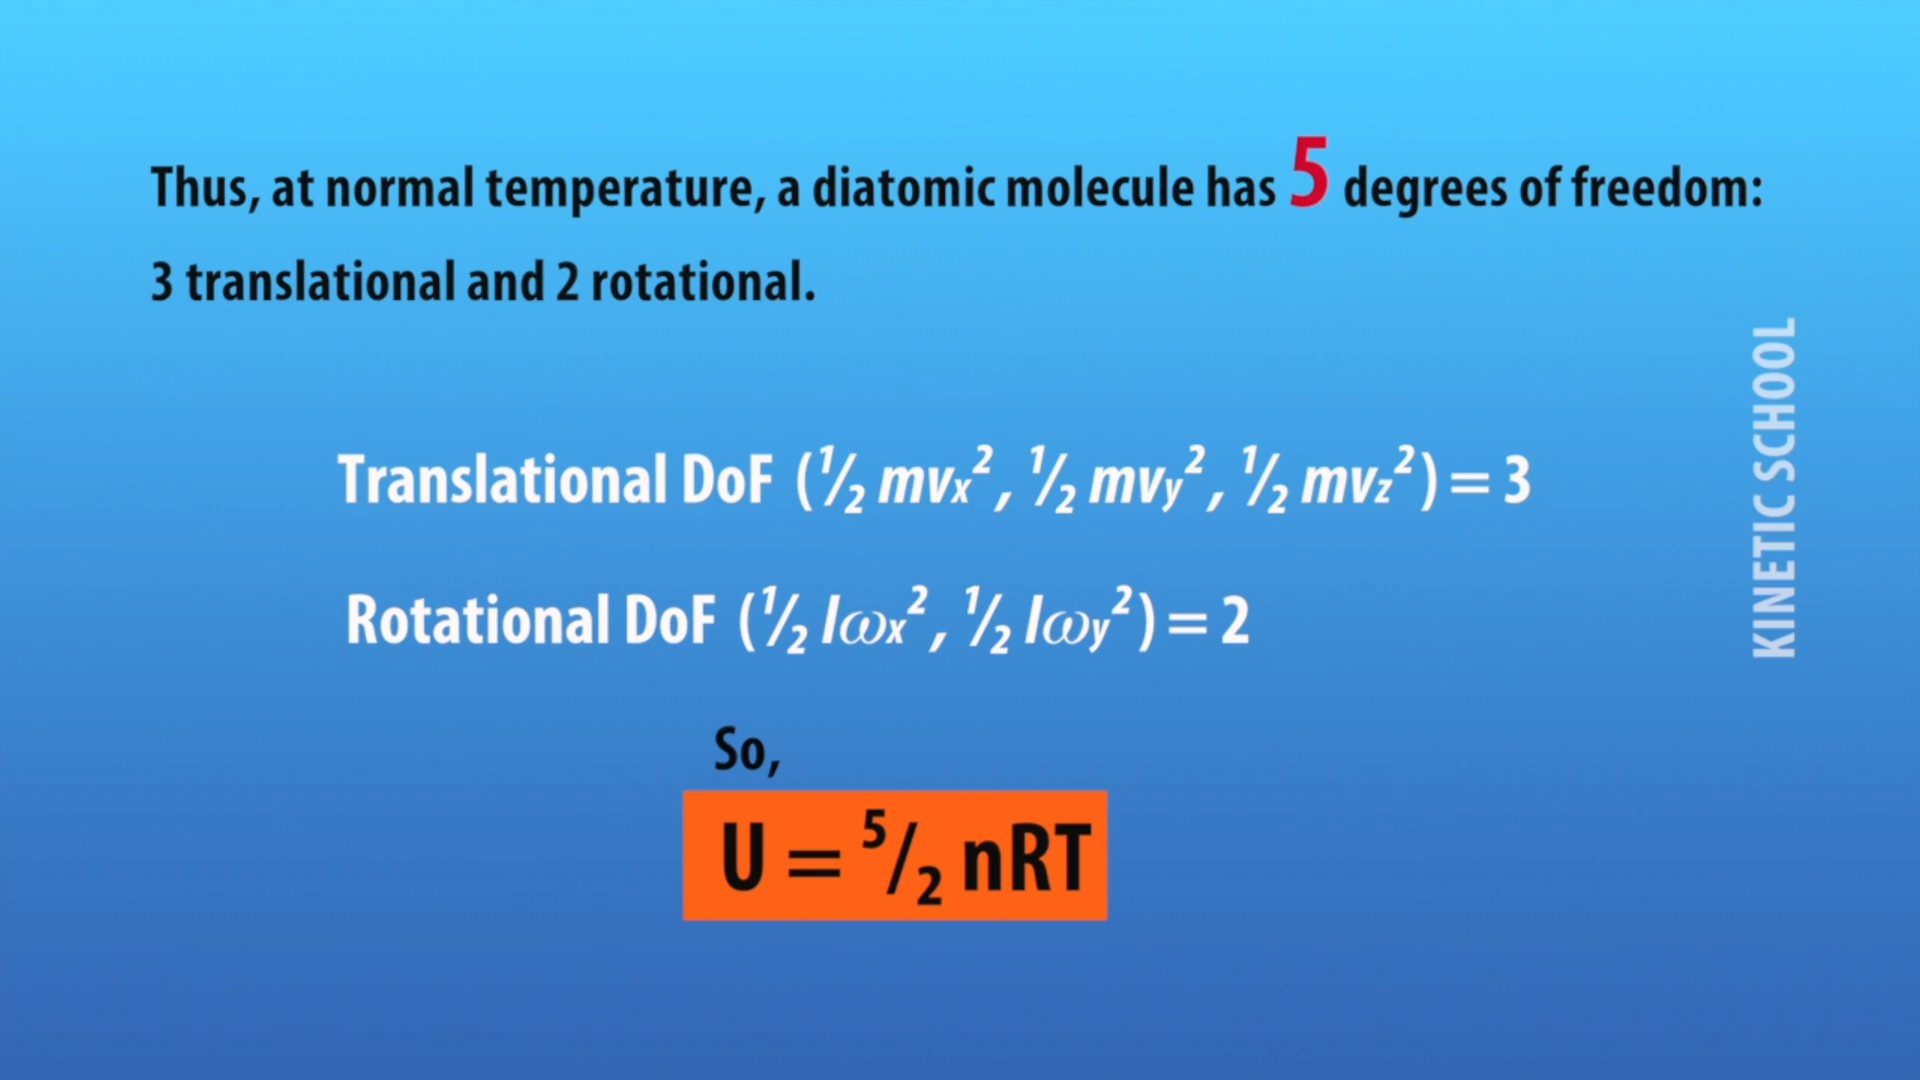 Thus, at normal temperature, a diatomic molecule has 5 degrees of freedom:
3 translational and 2 rotational.
Translational DoF (½ mvx², ½ mvy², ½ mvz²) = 3
Rotational DoF (½ Iωx², ½ Iωy²) = 2
So,
U = ⁵/₂ nRT
KINETIC SCHOOL